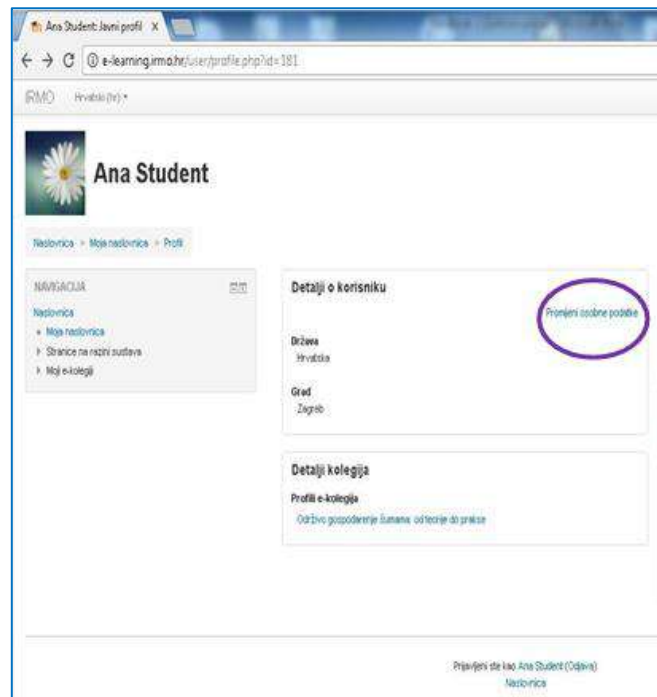 Ana Student: Javni profil X
e-learning.irmo.hr/user/profile.php?id=381
IRMO Hrvatski (hr)
Ana Student
Naslovnica Moja naslovnica Profil
NAVIGACIJA
Naslovnica
Moja naslovnica
Stranice na razini sustava
Moji e-kolegiji
Detalji o korisniku
Promijeni osobne podatke
Država
Hrvatska
Grad
Zagreb
Detalji kolegija
Profili e-kolegija
Održivo gospodarenje šumama: od teorije do prakse
Prijavljeni ste kao Ana Student (Odjava)
Naslovnica